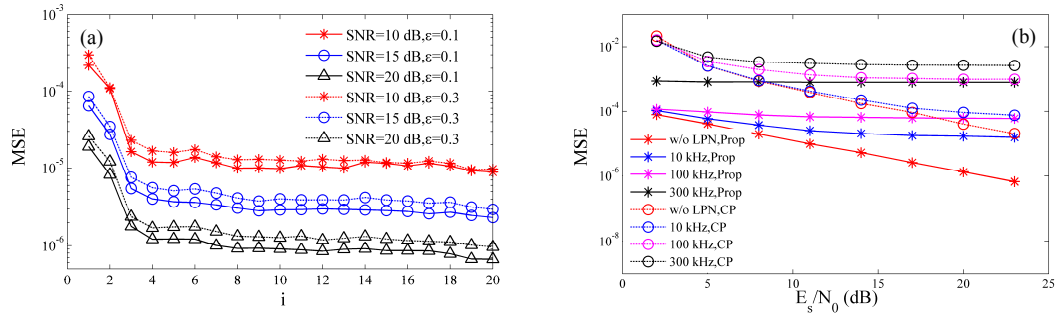 (a)
SNR=10 dB,ε=0.1
SNR=15 dB,ε=0.1
SNR=20 dB,ε=0.1
SNR=10 dB,ε=0.3
SNR=15 dB,ε=0.3
SNR=20 dB,ε=0.3
10⁻³
10⁻⁴
10⁻⁵
10⁻⁶
MSE
0 2 4 6 8 10 12 14 16 18 20
i
(b)
10⁻²
10⁻⁴
10⁻⁶
10⁻⁸
MSE
w/o LPN,Prop
10 kHz,Prop
100 kHz,Prop
300 kHz,Prop
w/o LPN,CP
10 kHz,CP
100 kHz,CP
300 kHz,CP
0 5 10 15 20 25
E_s/N_0 (dB)